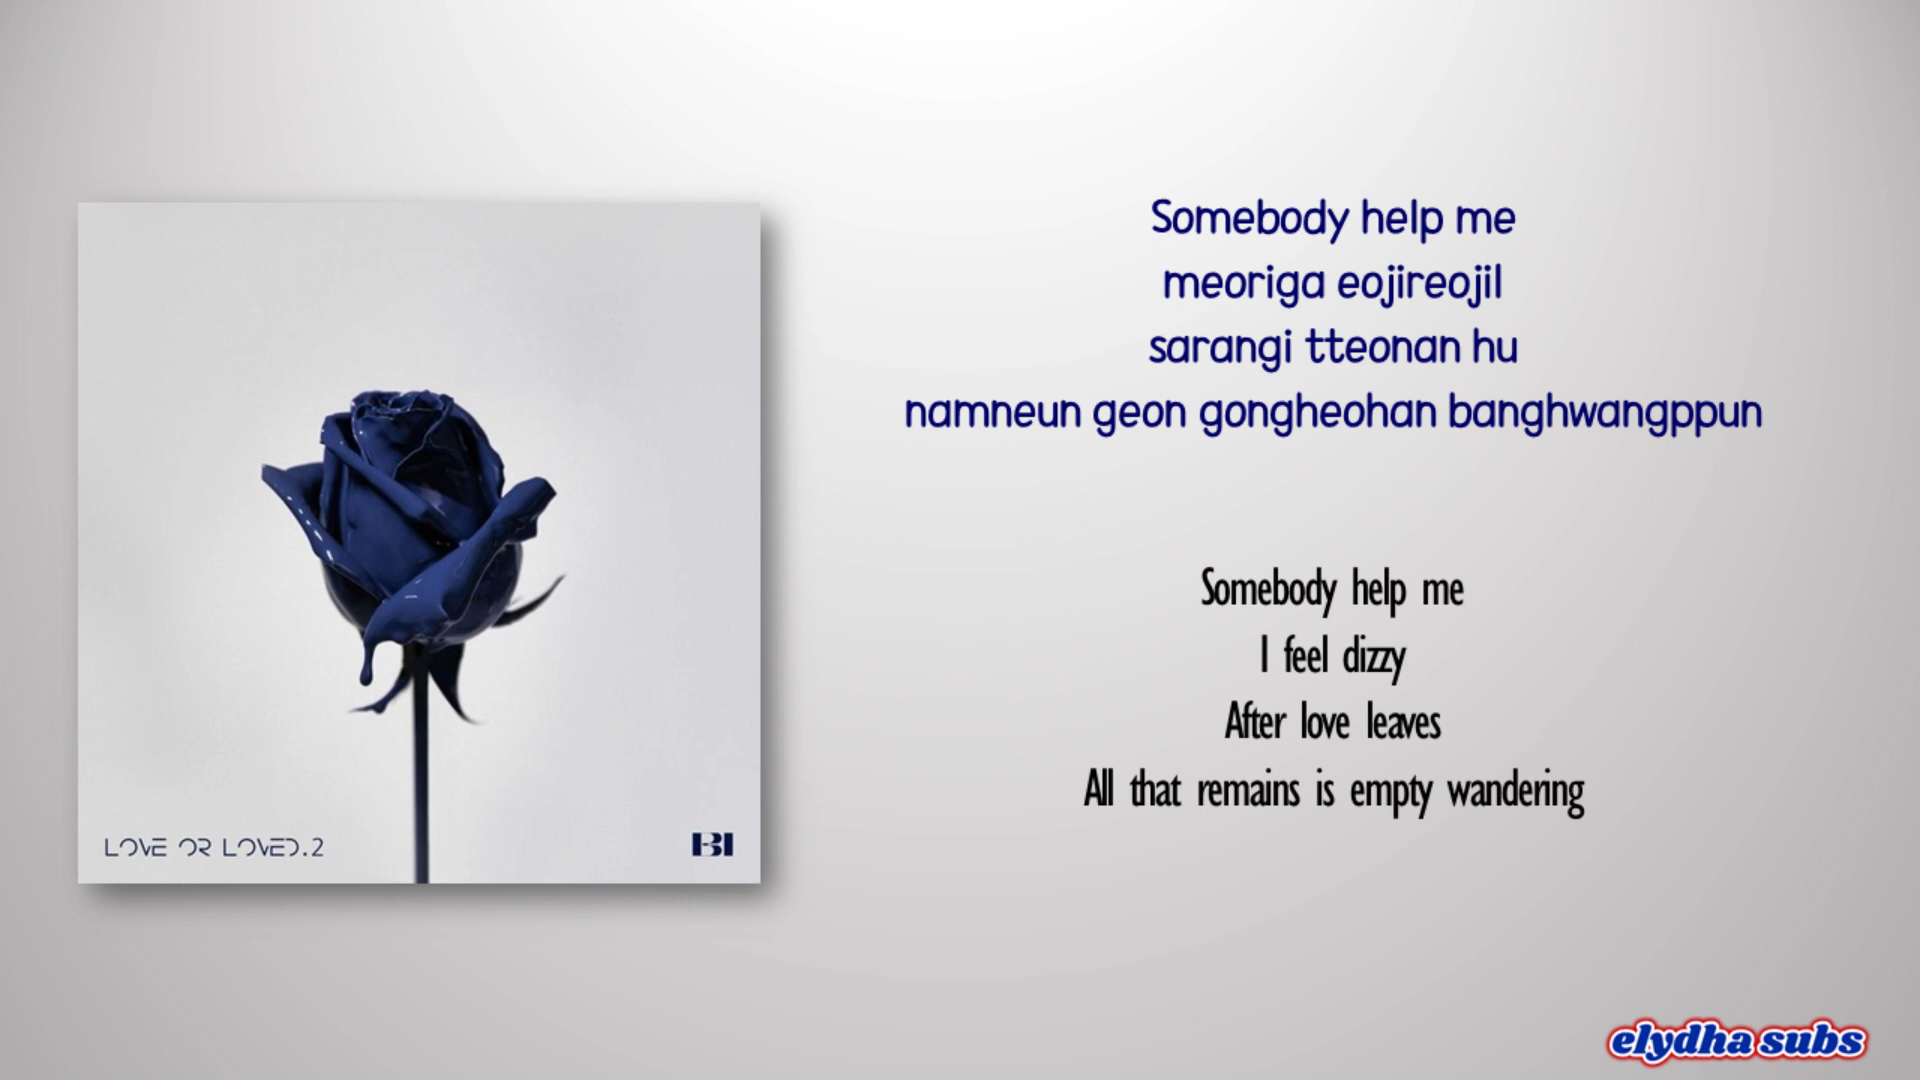 LOVE OR LOVED.2
BI
Somebody help me
meoriga eojireojil
sarangi tteonan hu
namneun geon gongheohan banghwangppun
Somebody help me
I feel dizzy
After love leaves
All that remains is empty wandering
elydha subs